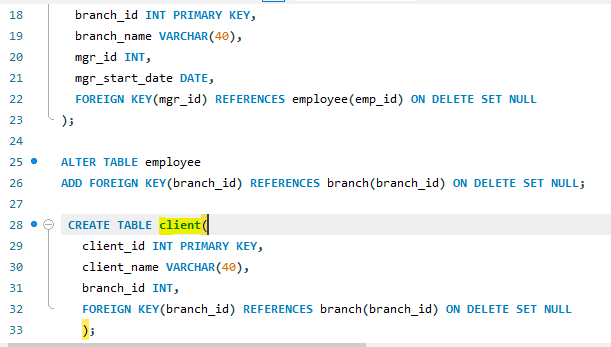 18 branch_id INT PRIMARY KEY,
19 branch_name VARCHAR(40),
20 mgr_id INT,
21 mgr_start_date DATE,
22 FOREIGN KEY(mgr_id) REFERENCES employee(emp_id) ON DELETE SET NULL
23 );
24
25 ALTER TABLE employee
26 ADD FOREIGN KEY(branch_id) REFERENCES branch(branch_id) ON DELETE SET NULL;
27
28 CREATE TABLE client(
29 client_id INT PRIMARY KEY,
30 client_name VARCHAR(40),
31 branch_id INT,
32 FOREIGN KEY(branch_id) REFERENCES branch(branch_id) ON DELETE SET NULL
33 );